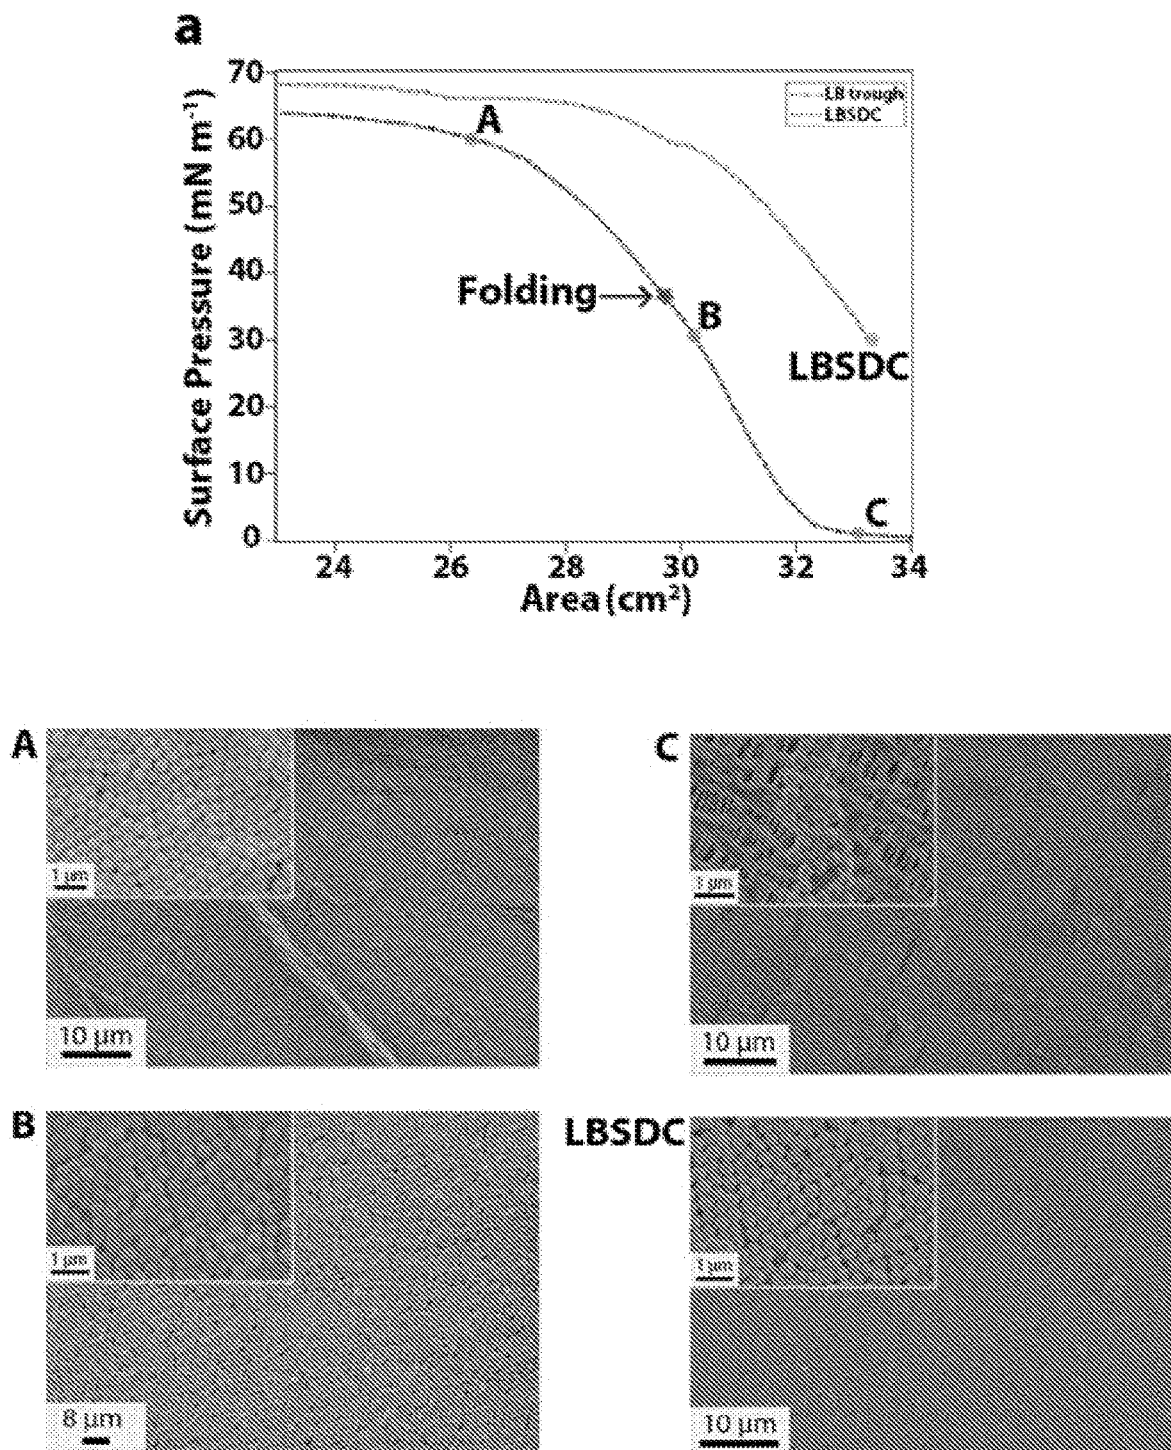 a
70
60
50
40
30
20
10
0
Surface Pressure (mN m⁻¹)
LB trough
LBSDC
A
Folding
B
LBSDC
C
24 26 28 30 32 34
Area (cm²)
A
1 µm
10 µm
C
1 µm
10 µm
B
1 µm
8 µm
LBSDC
1 µm
10 µm